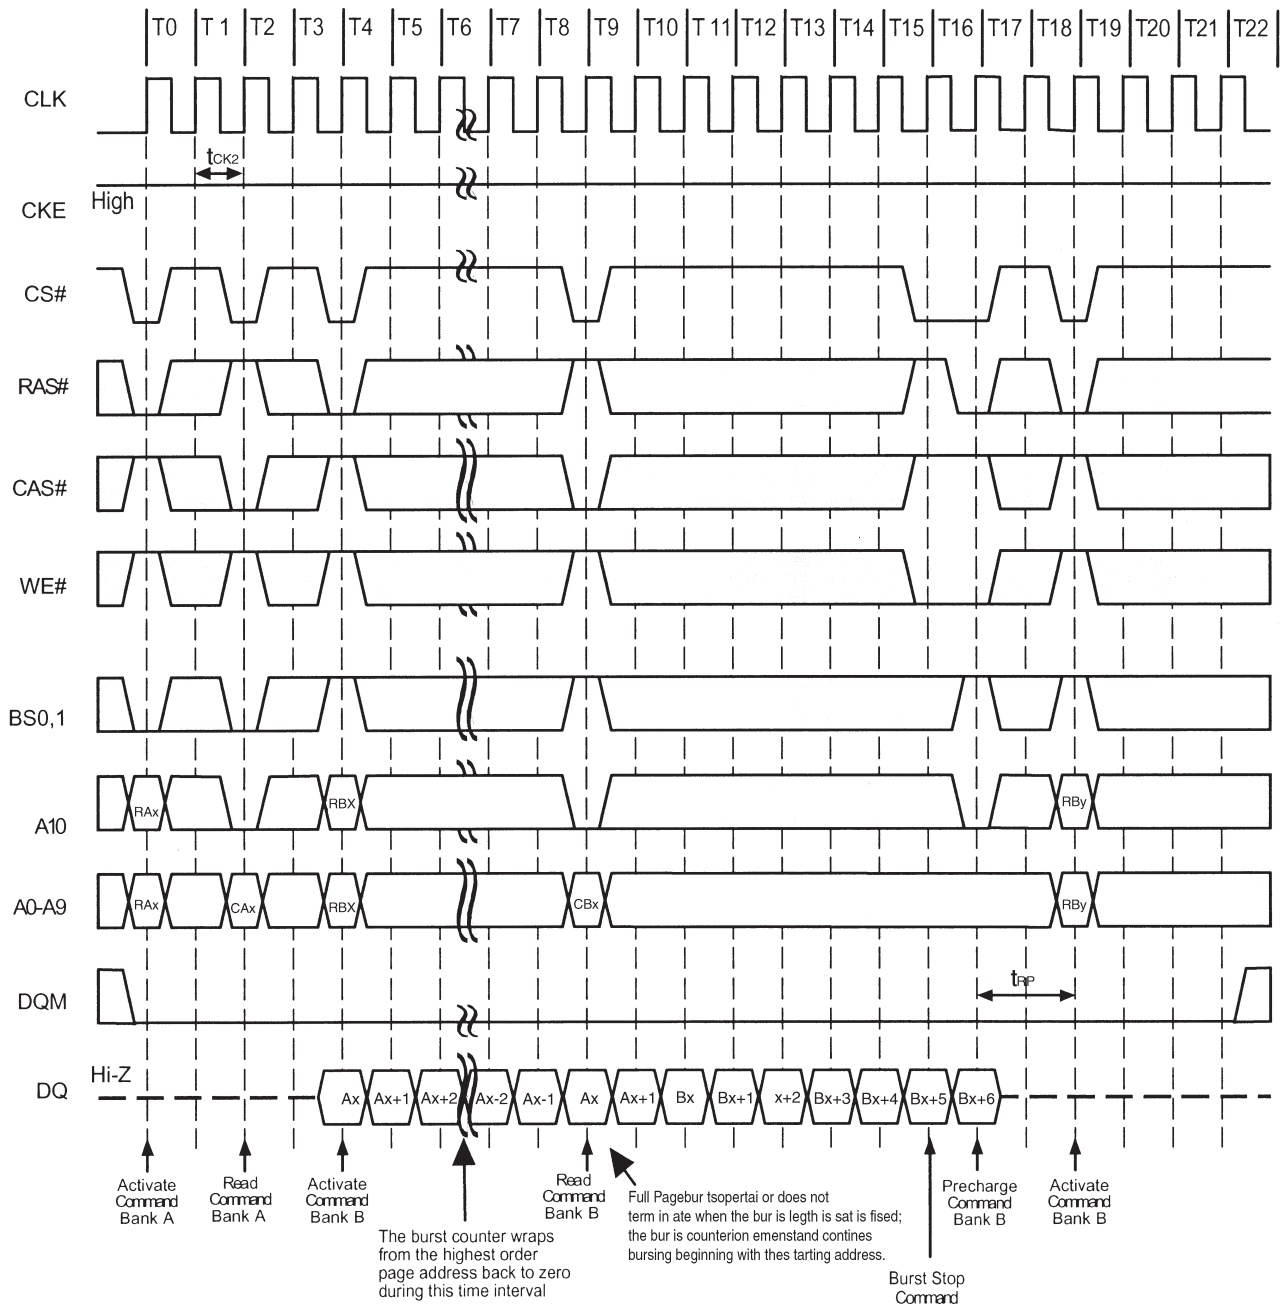 T0 T 1 T2 T3 T4 T5 T6 T7 T8 T9 T10 T 11 T12 T13 T14 T15 T16 T17 T18 T19 T20 T21 T22
CLK
tCK2
High
CKE
CS#
RAS#
CAS#
WE#
BS0,1
A10
RAx RBX RBy
A0-A9
RAx CAx RBX CBx RBy
DQM
tRP
Hi-Z
DQ
Ax Ax+1 Ax+2 Ax-2 Ax-1 Ax Ax+1 Bx Bx+1 x+2 Bx+3 Bx+4 Bx+5 Bx+6
Activate
Command
Bank A
Read
Command
Bank A
Activate
Command
Bank B
The burst counter wraps
from the highest order
page address back to zero
during this time interval
Read
Command
Bank B
Full Pagebur tsopertai or does not
term in ate when the bur is legth is sat is fised;
the bur is counterion emenstand contines
bursing beginning with thes tarting address.
Burst Stop
Command
Precharge
Command
Bank B
Activate
Command
Bank B